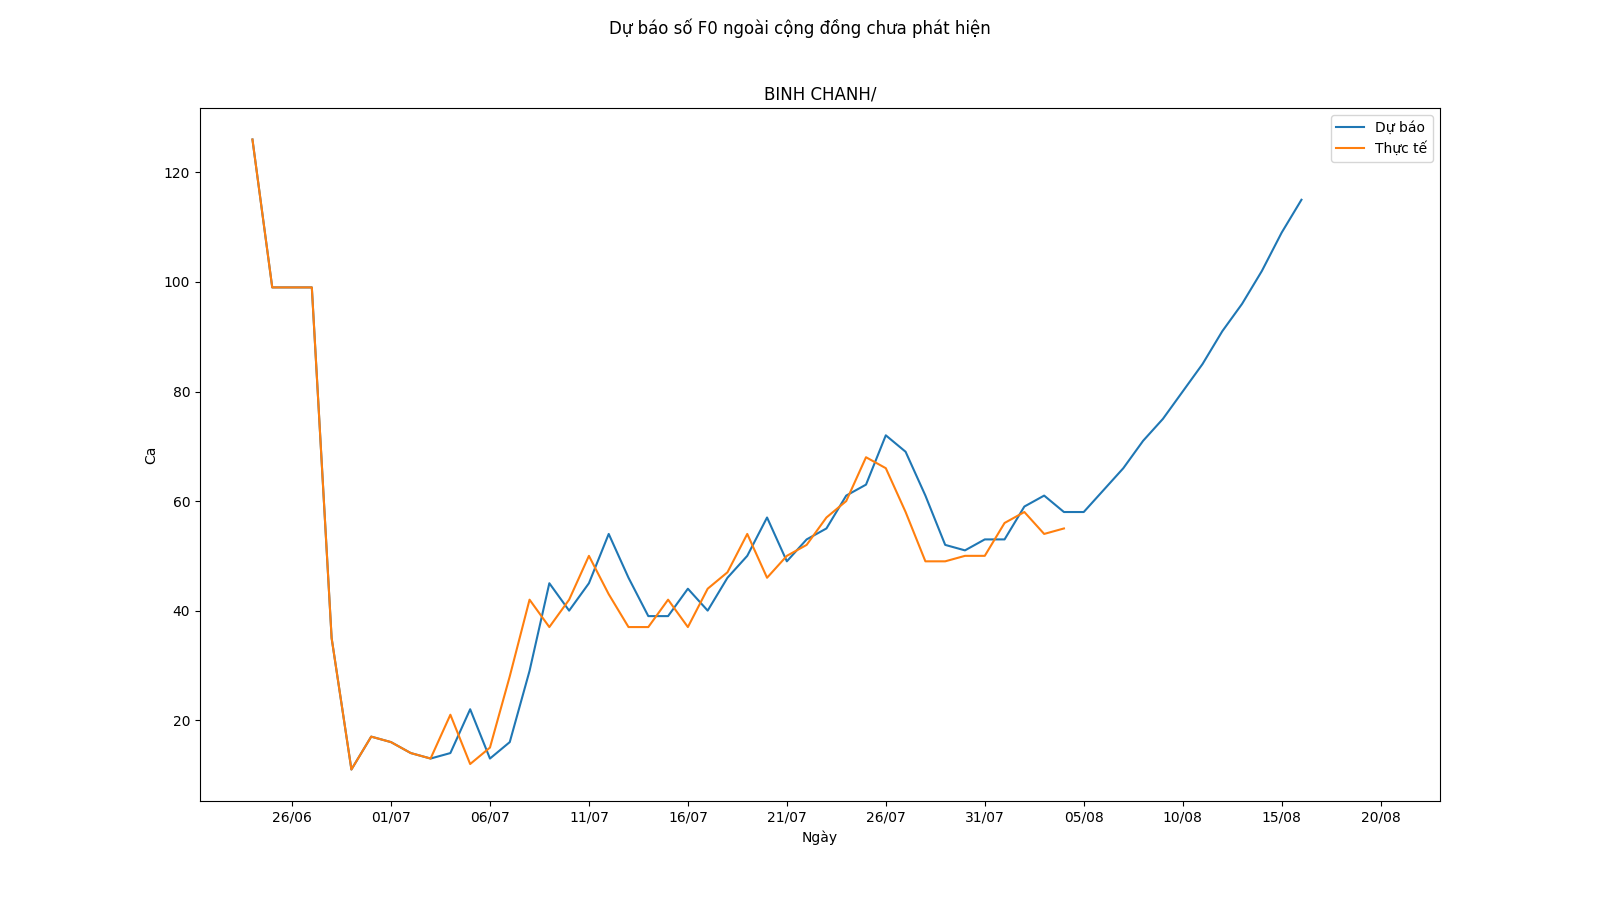 Dự báo số F0 ngoài cộng đồng chưa phát hiện
BINH CHANH/
Dự báo
Thực tế
120
100
80
60
40
20
Ca
26/06 01/07 06/07 11/07 16/07 21/07 26/07 31/07 05/08 10/08 15/08 20/08
Ngày